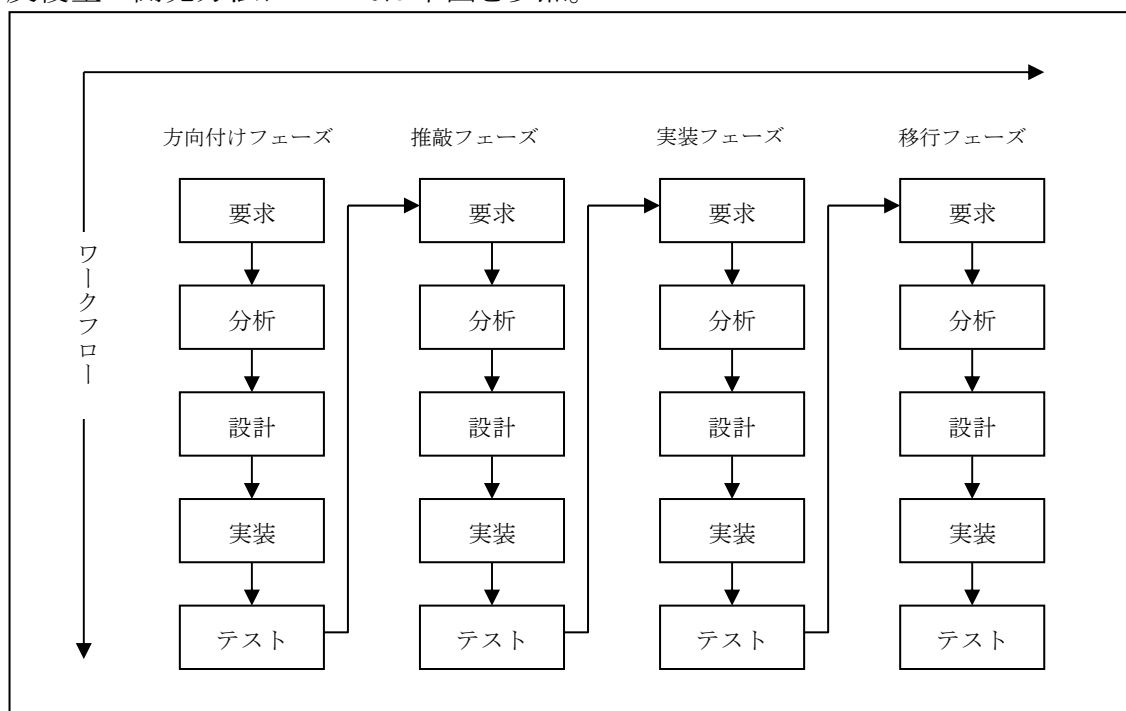 方向付けフェーズ 推敲フェーズ 実装フェーズ 移行フェーズ
ワークフロー
要求 要求 要求 要求
分析 分析 分析 分析
設計 設計 設計 設計
実装 実装 実装 実装
テスト テスト テスト テスト